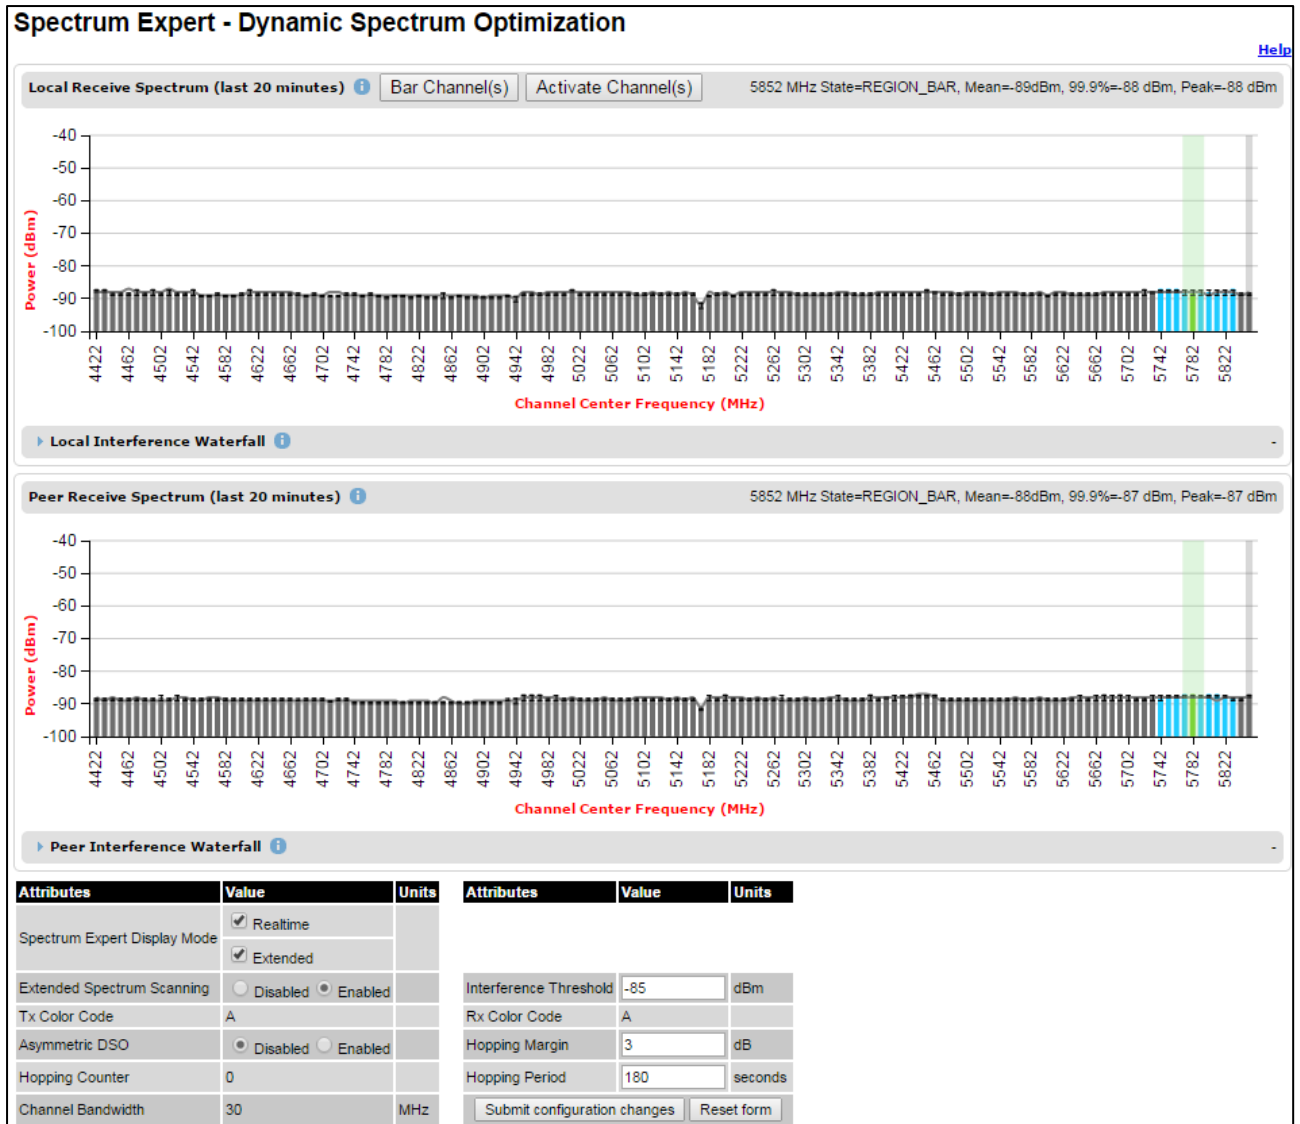 Spectrum Expert - Dynamic Spectrum Optimization
Help
Local Receive Spectrum (last 20 minutes) i Bar Channel(s) Activate Channel(s) 5852 MHz State=REGION_BAR, Mean=-89dBm, 99.9%=-88 dBm, Peak=-88 dBm
-40
-50
-60
-70
-80
-90
-100
Power (dBm)
4422 4462 4502 4542 4582 4622 4662 4702 4742 4782 4822 4862 4902 4942 4982 5022 5062 5102 5142 5182 5222 5262 5302 5342 5382 5422 5462 5502 5542 5582 5622 5662 5702 5742 5782 5822
Channel Center Frequency (MHz)
Local Interference Waterfall i -
Peer Receive Spectrum (last 20 minutes) i 5852 MHz State=REGION_BAR, Mean=-88dBm, 99.9%=-87 dBm, Peak=-87 dBm
-40
-50
-60
-70
-80
-90
-100
Power (dBm)
4422 4462 4502 4542 4582 4622 4662 4702 4742 4782 4822 4862 4902 4942 4982 5022 5062 5102 5142 5182 5222 5262 5302 5342 5382 5422 5462 5502 5542 5582 5622 5662 5702 5742 5782 5822
Channel Center Frequency (MHz)
Peer Interference Waterfall i -
Attributes Value Units Attributes Value Units
Spectrum Expert Display Mode Realtime
Extended
Extended Spectrum Scanning Disabled Enabled Interference Threshold -85 dBm
Tx Color Code A Rx Color Code A
Asymmetric DSO Disabled Enabled Hopping Margin 3 dB
Hopping Counter 0 Hopping Period 180 seconds
Channel Bandwidth 30 MHz Submit configuration changes Reset form